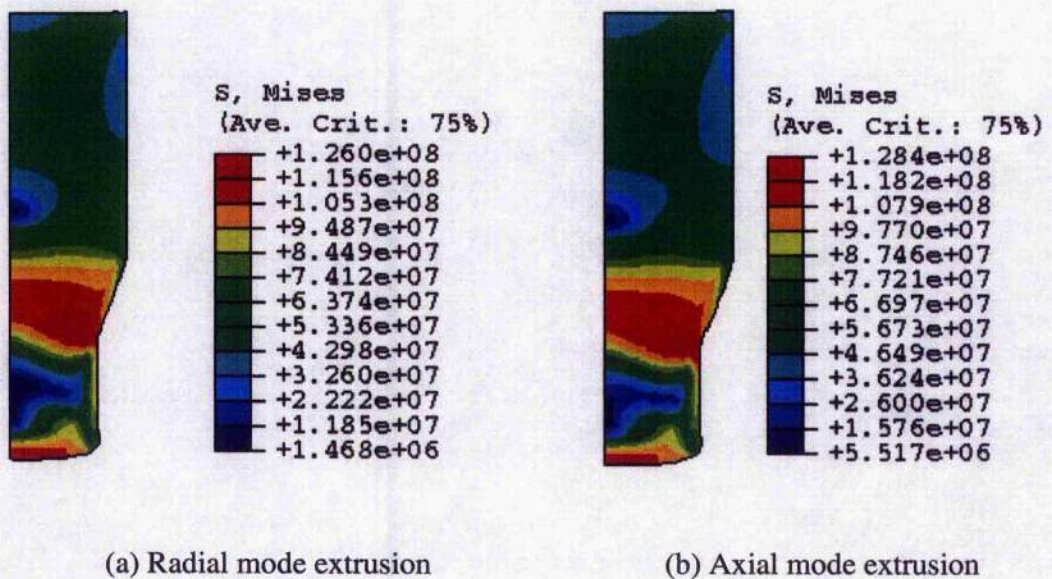 S, Mises
(Ave. Crit.: 75%)
+1.260e+08
+1.156e+08
+1.053e+08
+9.487e+07
+8.449e+07
+7.412e+07
+6.374e+07
+5.336e+07
+4.298e+07
+3.260e+07
+2.222e+07
+1.185e+07
+1.468e+06
S, Mises
(Ave. Crit.: 75%)
+1.284e+08
+1.182e+08
+1.079e+08
+9.770e+07
+8.746e+07
+7.721e+07
+6.697e+07
+5.673e+07
+4.649e+07
+3.624e+07
+2.600e+07
+1.576e+07
+5.517e+06
(a) Radial mode extrusion
(b) Axial mode extrusion